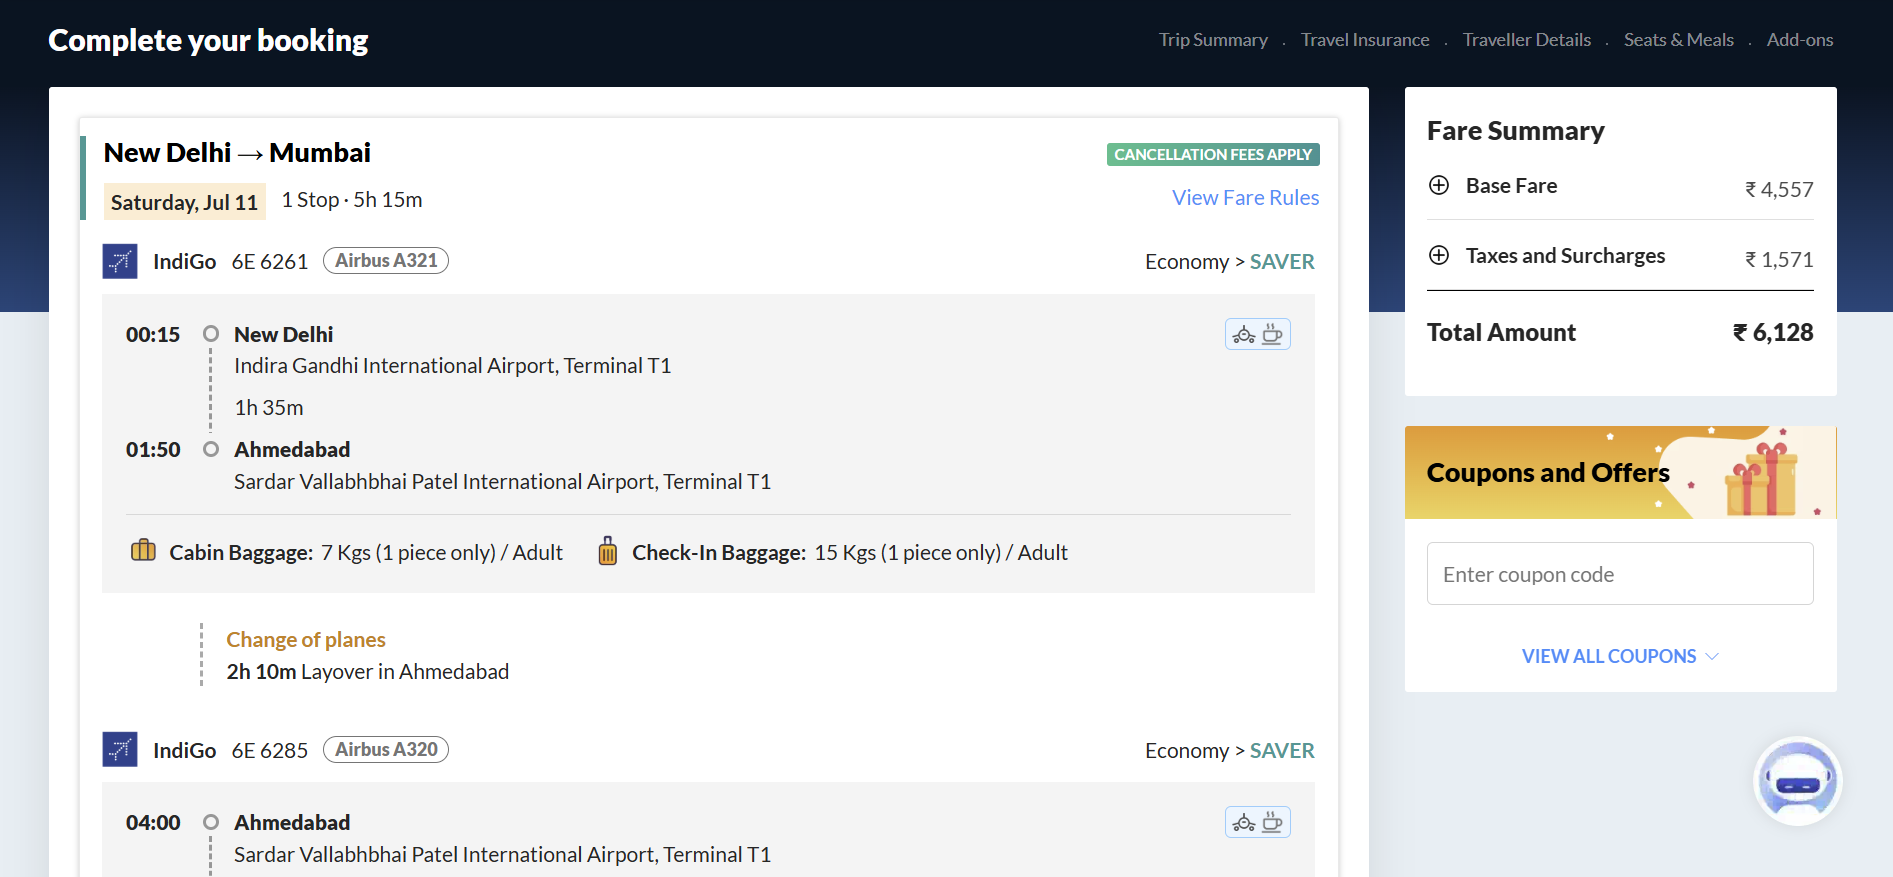 Complete your booking
Trip Summary . Travel Insurance . Traveller Details . Seats & Meals . Add-ons
New Delhi → Mumbai
CANCELLATION FEES APPLY
Saturday, Jul 11 1 Stop · 5h 15m
View Fare Rules
IndiGo 6E 6261 Airbus A321
Economy > SAVER
00:15 New Delhi
Indira Gandhi International Airport, Terminal T1
1h 35m
01:50 Ahmedabad
Sardar Vallabhbhai Patel International Airport, Terminal T1
Cabin Baggage: 7 Kgs (1 piece only) / Adult Check-In Baggage: 15 Kgs (1 piece only) / Adult
Change of planes
2h 10m Layover in Ahmedabad
IndiGo 6E 6285 Airbus A320
Economy > SAVER
04:00 Ahmedabad
Sardar Vallabhbhai Patel International Airport, Terminal T1
Fare Summary
Base Fare ₹ 4,557
Taxes and Surcharges ₹ 1,571
Total Amount ₹ 6,128
Coupons and Offers
Enter coupon code
VIEW ALL COUPONS